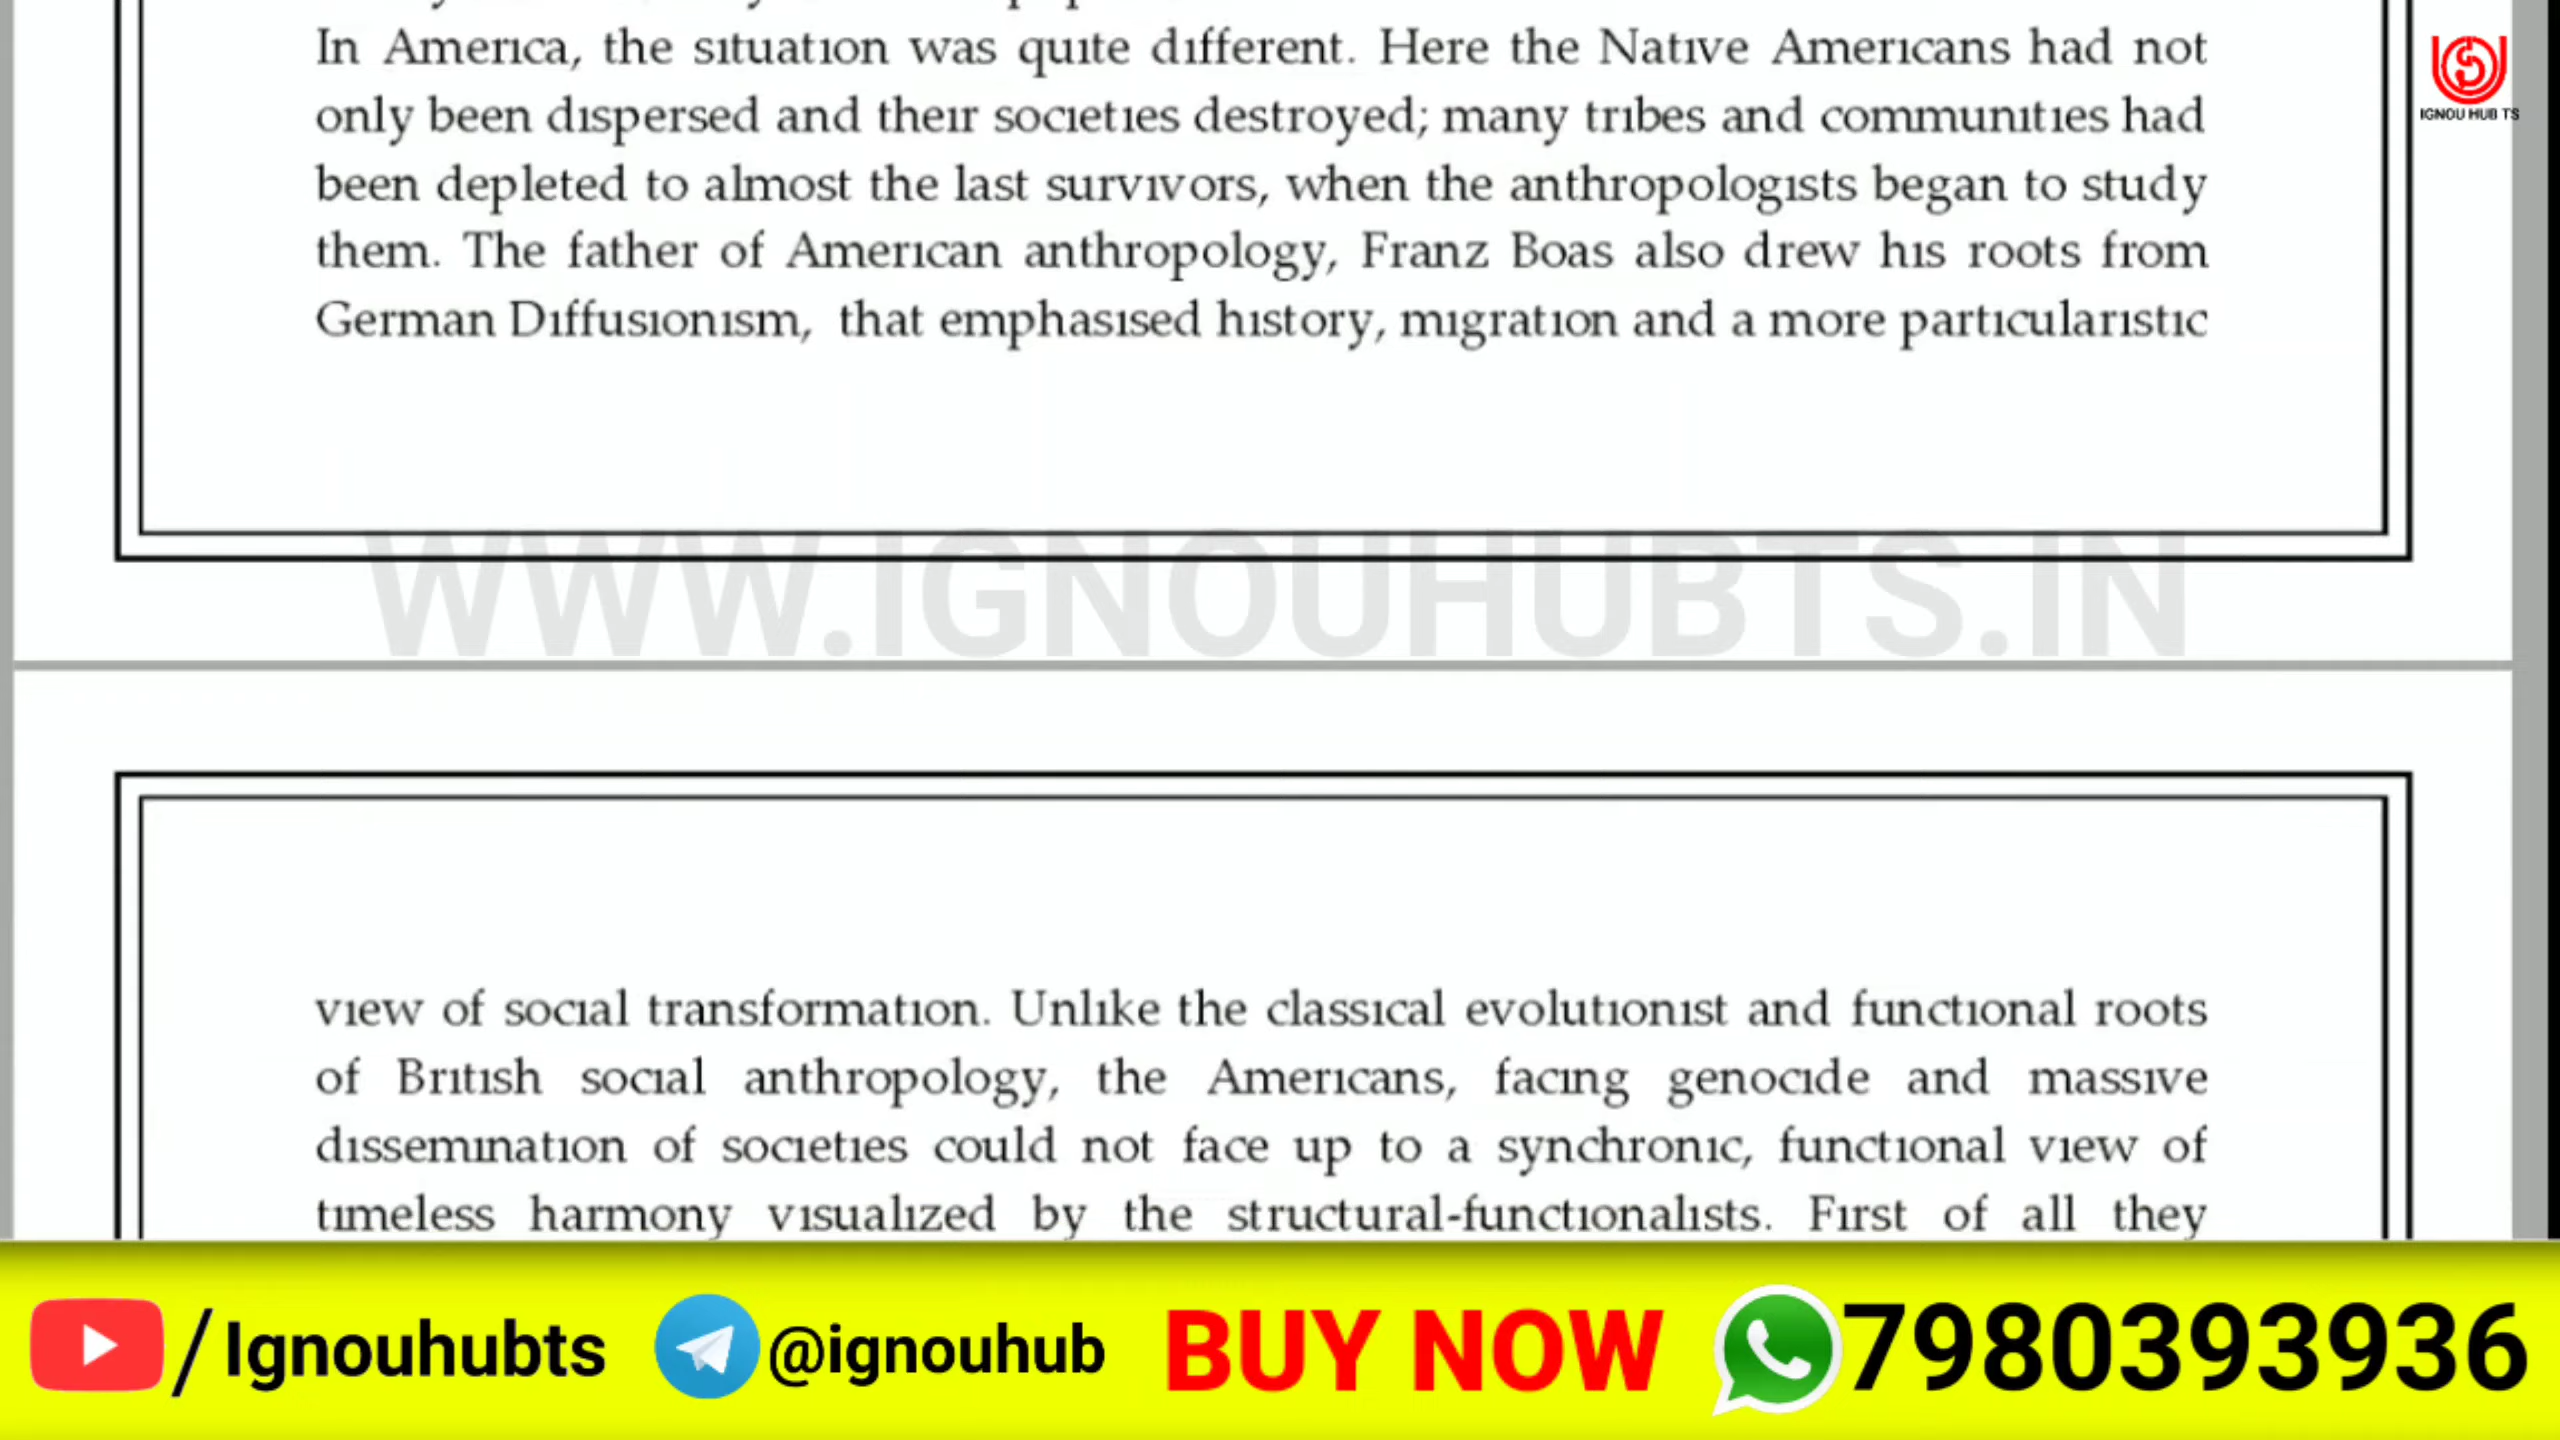 In America, the situation was quite different. Here the Native Americans had not
only been dispersed and their societies destroyed; many tribes and communities had
been depleted to almost the last survivors, when the anthropologists began to study
them. The father of American anthropology, Franz Boas also drew his roots from
German Diffusionism, that emphasised history, migration and a more particularistic
IGNOU HUB TS
WWW.IGNOUHUBTS.IN
view of social transformation. Unlike the classical evolutionist and functional roots
of British social anthropology, the Americans, facing genocide and massive
dissemination of societies could not face up to a synchronic, functional view of
timeless harmony visualized by the structural-functionalists. First of all they
/Ignouhubts @ignouhub BUY NOW 7980393936